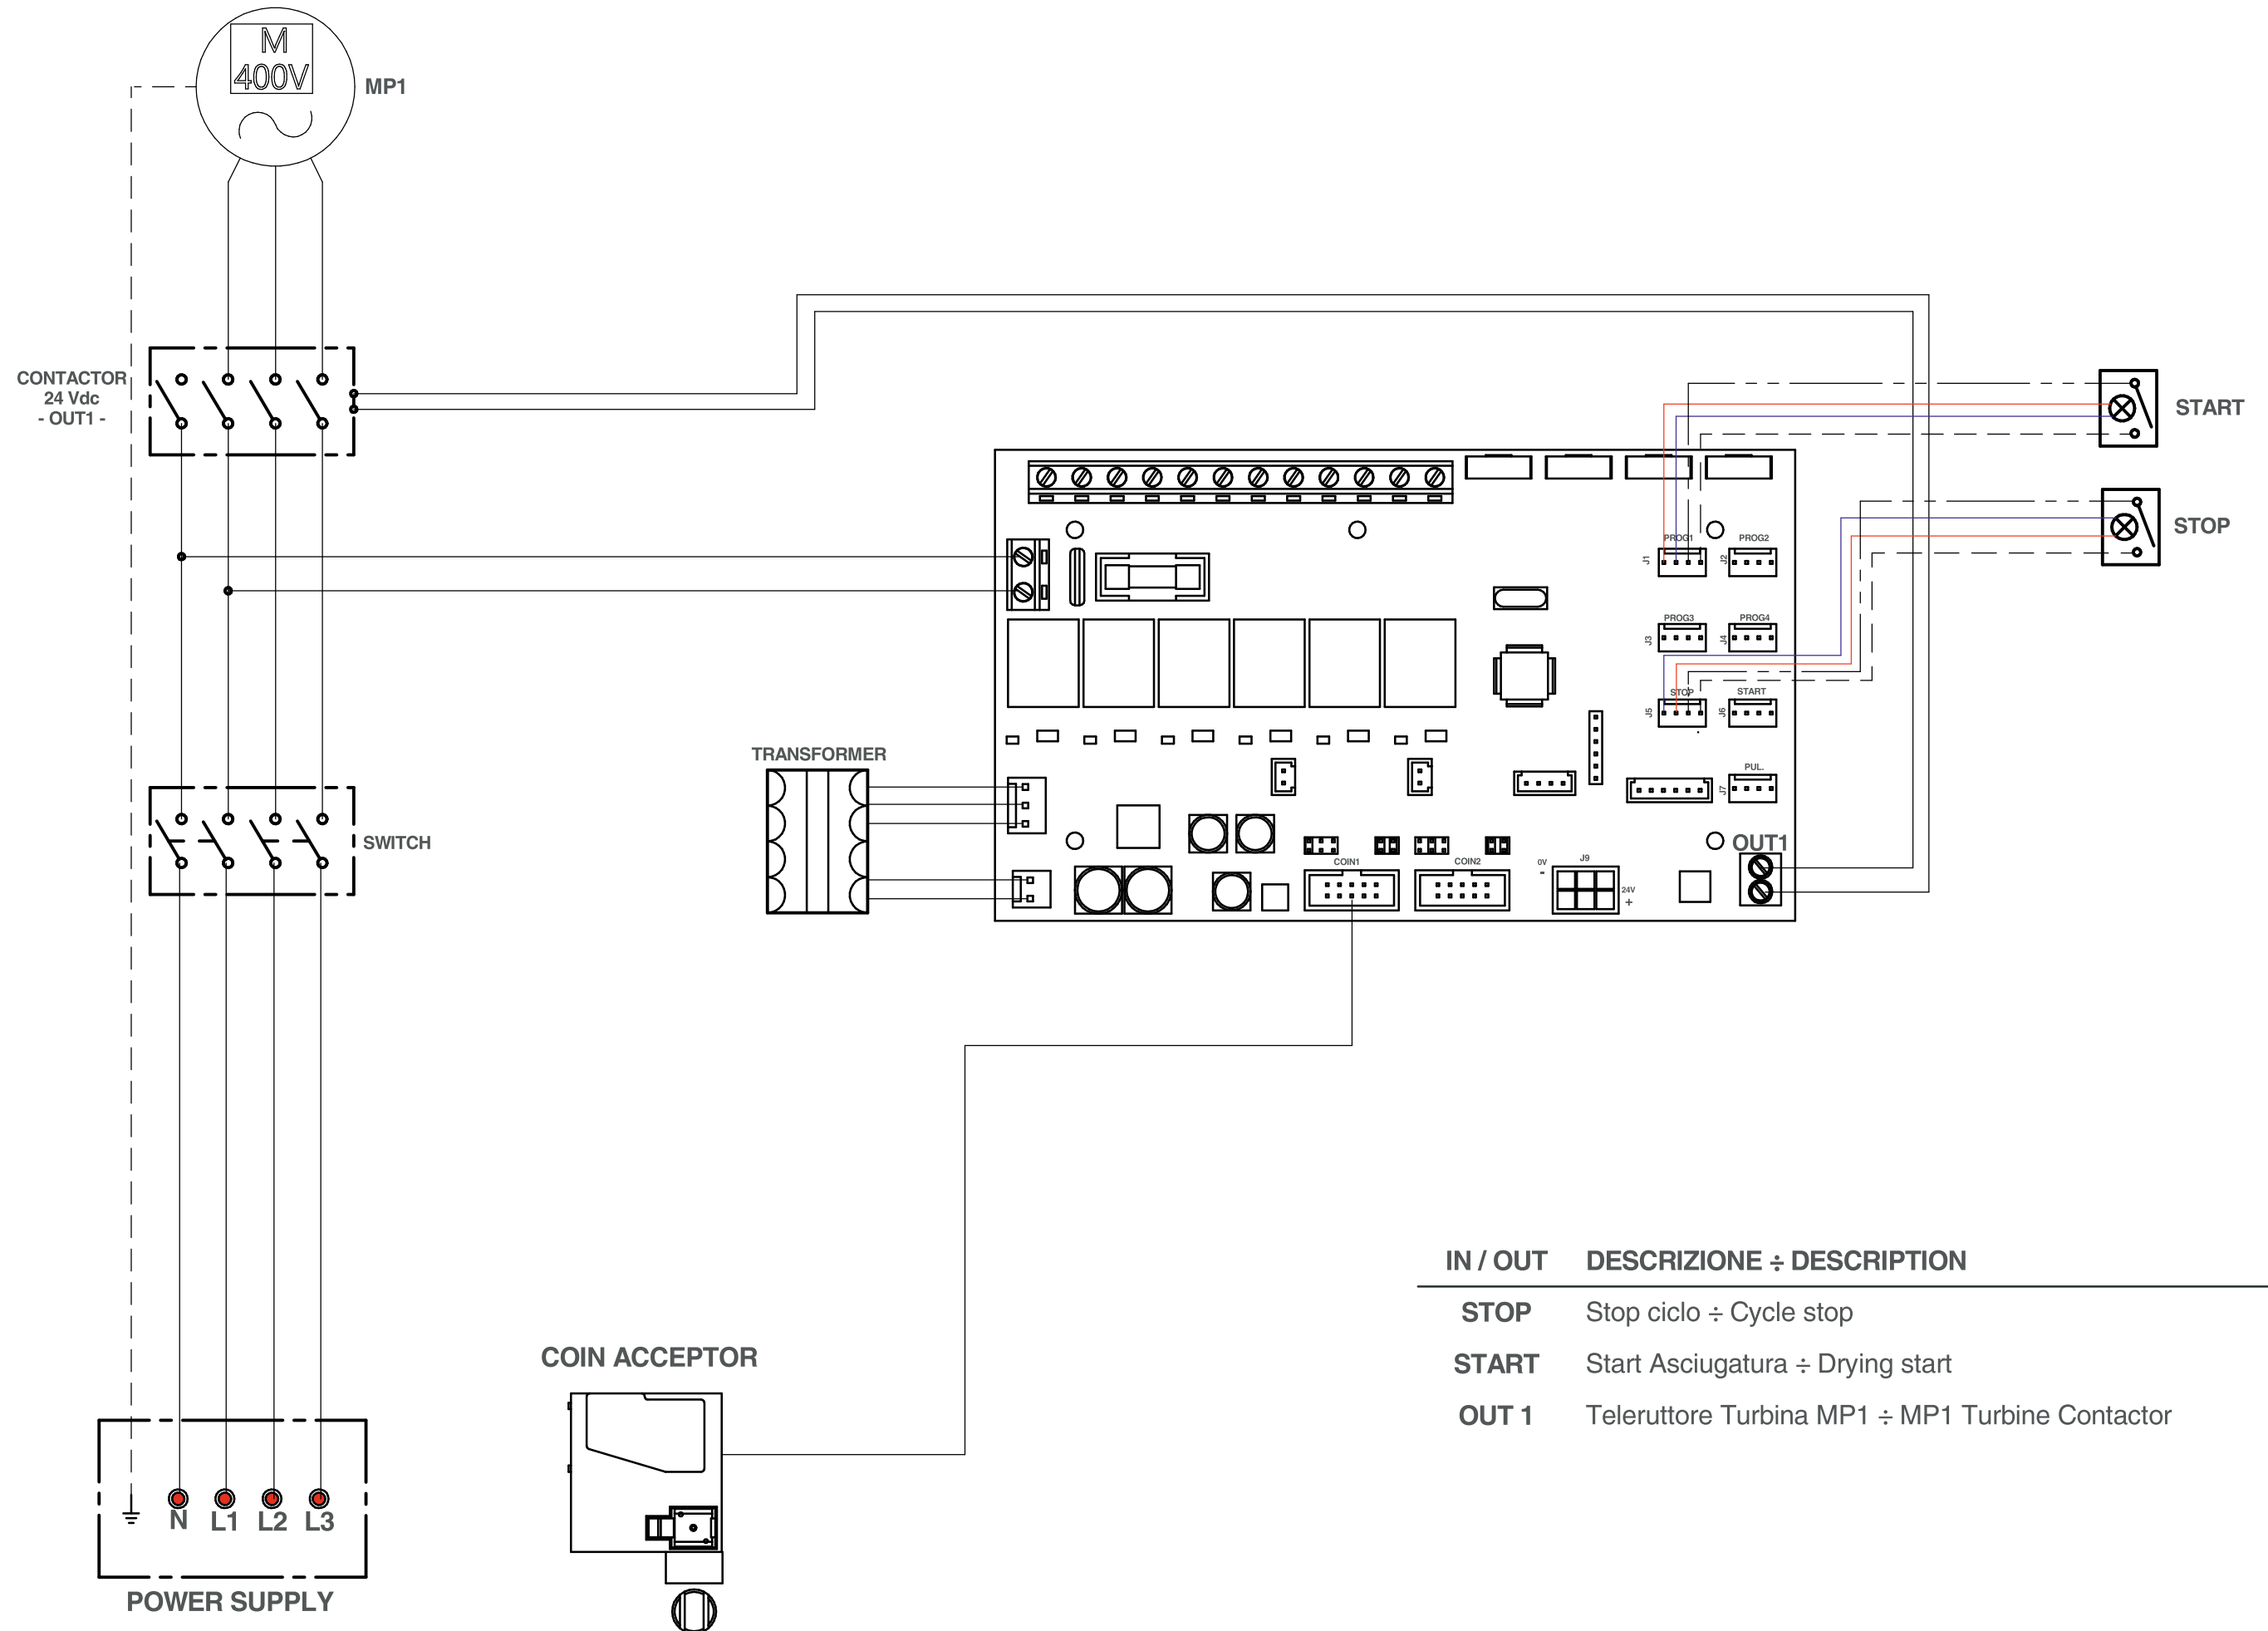 M
400V
MP1
CONTACTOR
24 Vdc
- OUT1 -
START
STOP
PROG1
PROG2
J1
J2
PROG3
PROG4
J3
J4
STOP
START
J5
J6
TRANSFORMER
PUL.
J7
SWITCH
OUT1
COIN1
COIN2
0V
-
J9
24V
+
IN / OUT DESCRIZIONE ÷ DESCRIPTION
STOP Stop ciclo ÷ Cycle stop
START Start Asciugatura ÷ Drying start
OUT 1 Teleruttore Turbina MP1 ÷ MP1 Turbine Contactor
COIN ACCEPTOR
N L1 L2 L3
POWER SUPPLY